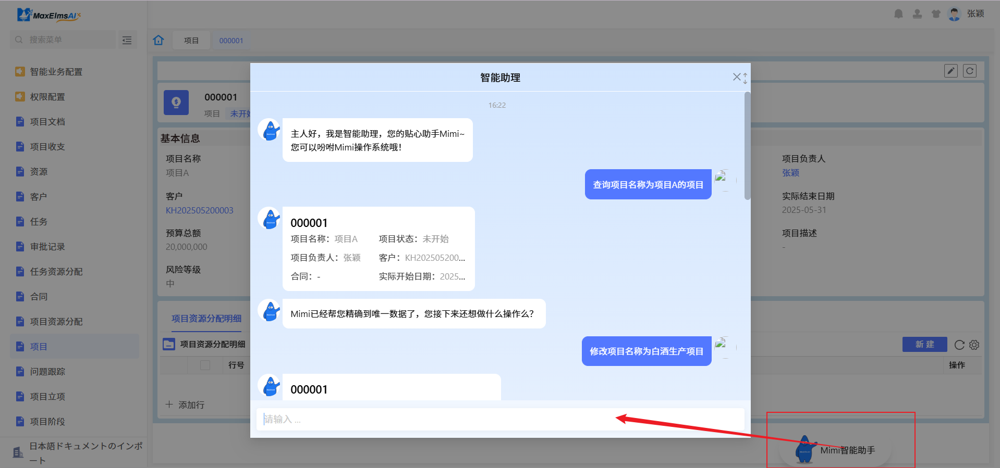 MaxElmsAI
张颖
搜索菜单
项目
000001
智能业务配置
权限配置
项目文档
项目收支
资源
客户
任务
审批记录
任务资源分配
合同
项目资源分配
项目
问题跟踪
项目立项
项目阶段
日本語ドキュメントのインポ
ート
000001
项目
未开始
基本信息
项目名称
项目A
客户
KH202505200003
预算总额
20,000,000
风险等级
中
项目负责人
张颖
实际结束日期
2025-05-31
项目描述
-
项目资源分配明细
项目资源分配明细
新 建
行号
操作
添加行
智能助理
16:22
主人好，我是智能助理，您的贴心助手Mimi~
您可以吩咐Mimi操作系统哦！
查询项目名称为项目A的项目
000001
项目名称：项目A 项目状态：未开始
项目负责人：张颖 客户：KH202505200...
合同：- 实际开始日期：2025...
Mimi已经帮您精确到唯一数据了，您接下来还想做什么操作么？
修改项目名称为白酒生产项目
000001
请输入 ...
Mimi智能助手